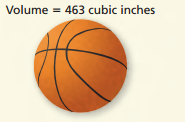 Volume = 463 cubic inches